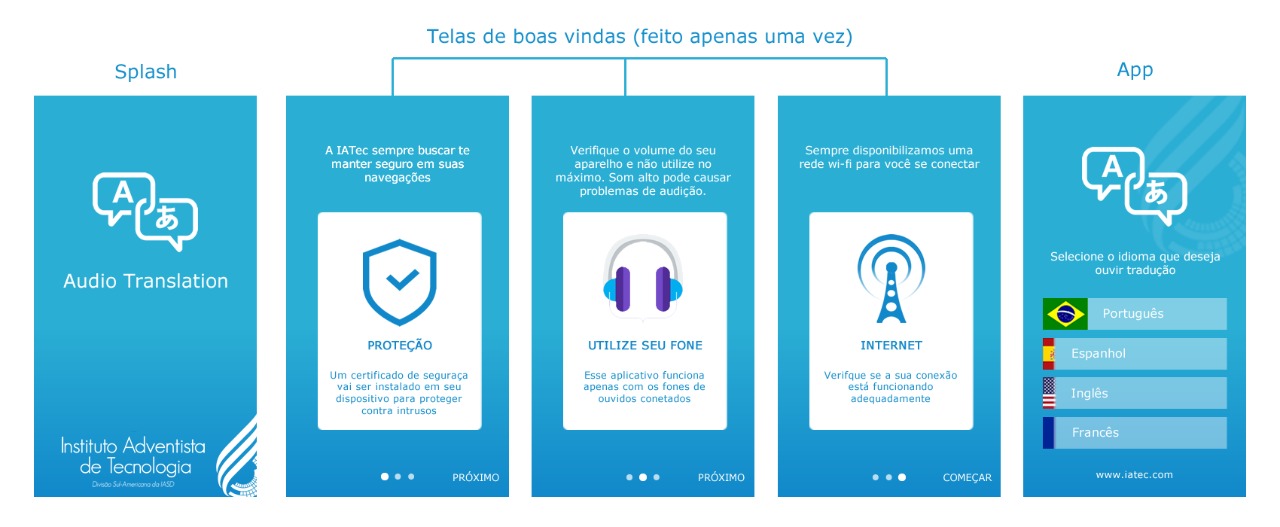 Telas de boas vindas (feito apenas uma vez)
Splash
App
A
あ
Audio Translation
Instituto Adventista
de Tecnologia
Divisão Sul-Americana da IASD
A IATec sempre buscar te
manter seguro em suas
navegações
PROTEÇÃO
Um certificado de seguraça
vai ser instalado em seu
dispositivo para proteger
contra intrusos
PRÓXIMO
Verifique o volume do seu
aparelho e não utilize no
máximo. Som alto pode causar
problemas de audição.
UTILIZE SEU FONE
Esse aplicativo funciona
apenas com os fones de
ouvidos conetados
PRÓXIMO
Sempre disponibilizamos uma
rede wi-fi para você se conectar
INTERNET
Verifque se a sua conexão
está funcionando
adequadamente
COMEÇAR
A
あ
Selecione o idioma que deseja
ouvir tradução
Português
Espanhol
Inglês
Francês
www.iatec.com